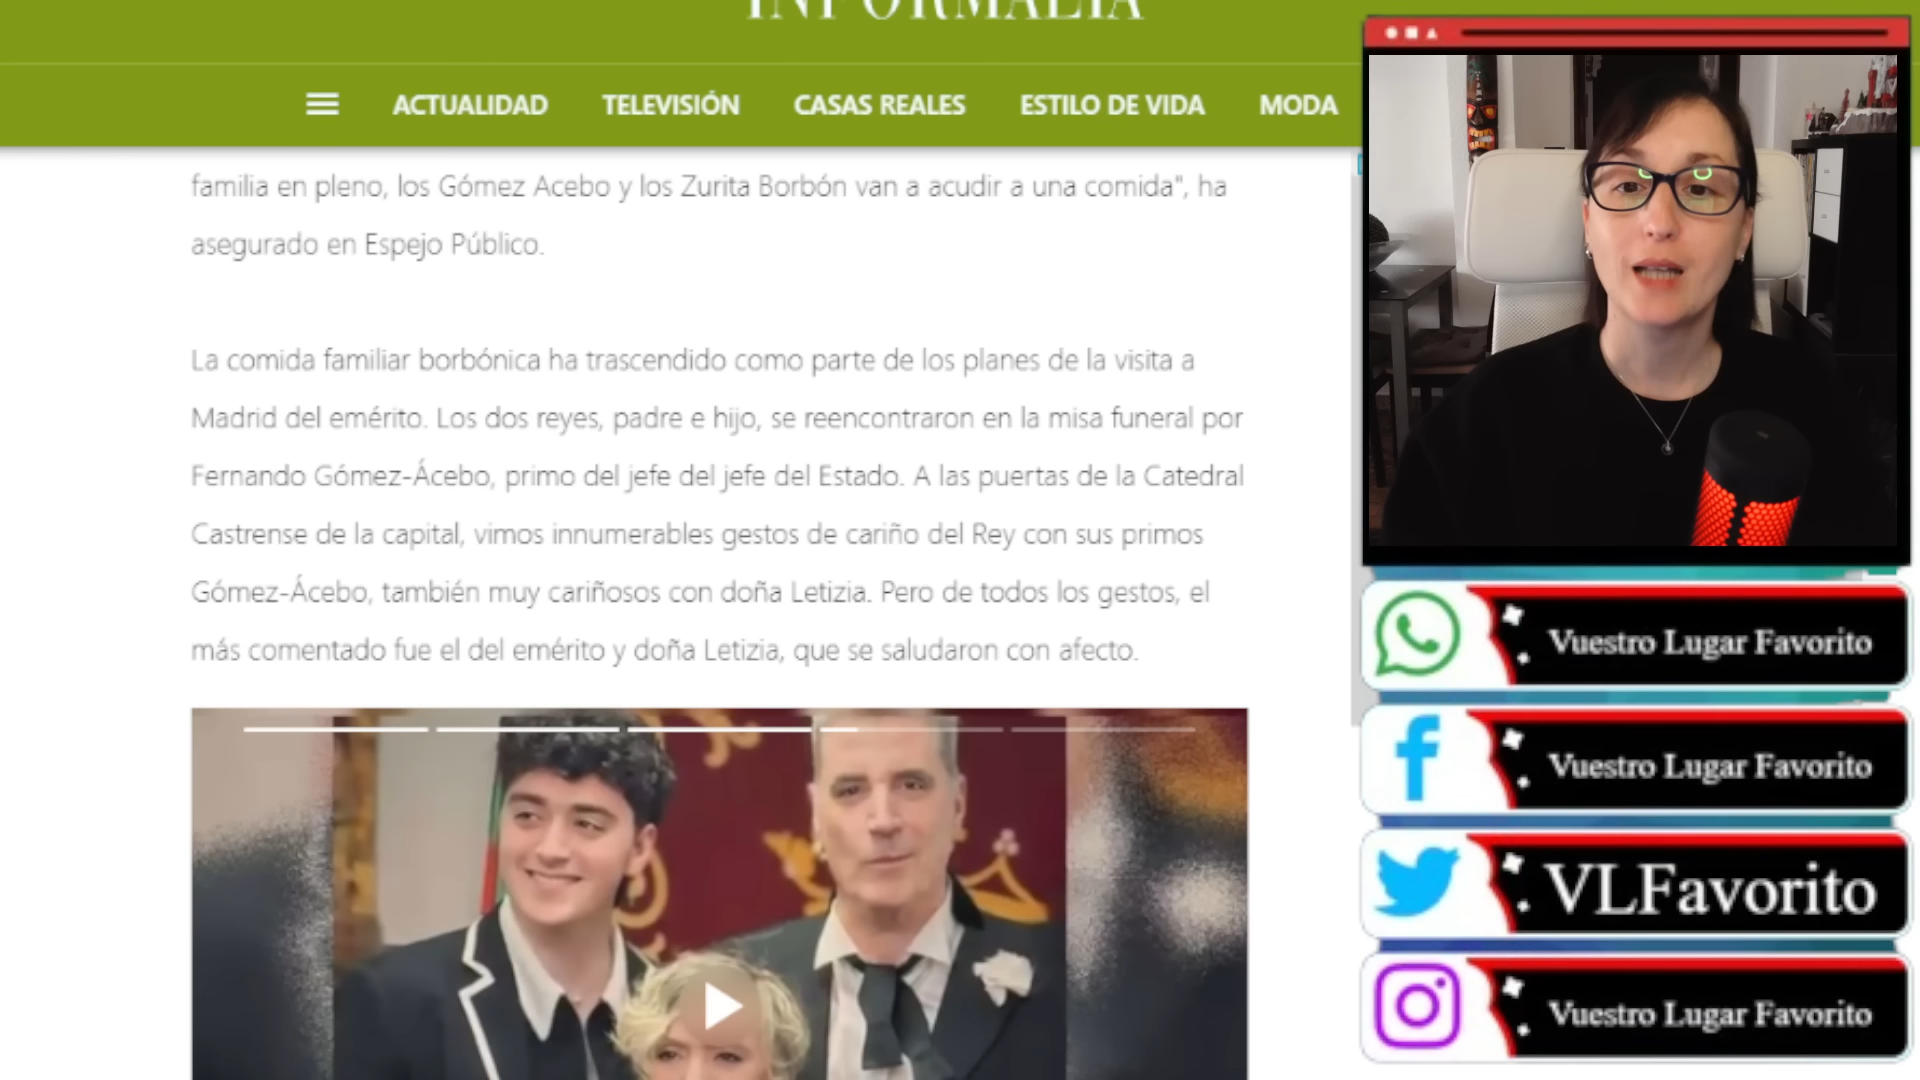 INFORMALIA
ACTUALIDAD TELEVISIÓN CASAS REALES ESTILO DE VIDA MODA
familia en pleno, los Gómez Acebo y los Zurita Borbón van a acudir a una comida", ha
asegurado en Espejo Público.
La comida familiar borbónica ha trascendido como parte de los planes de la visita a
Madrid del emérito. Los dos reyes, padre e hijo, se reencontraron en la misa funeral por
Fernando Gómez-Ácebo, primo del jefe del jefe del Estado. A las puertas de la Catedral
Castrense de la capital, vimos innumerables gestos de cariño del Rey con sus primos
Gómez-Ácebo, también muy cariñosos con doña Letizia. Pero de todos los gestos, el
más comentado fue el del emérito y doña Letizia, que se saludaron con afecto.
Vuestro Lugar Favorito
Vuestro Lugar Favorito
VLFavorito
Vuestro Lugar Favorito